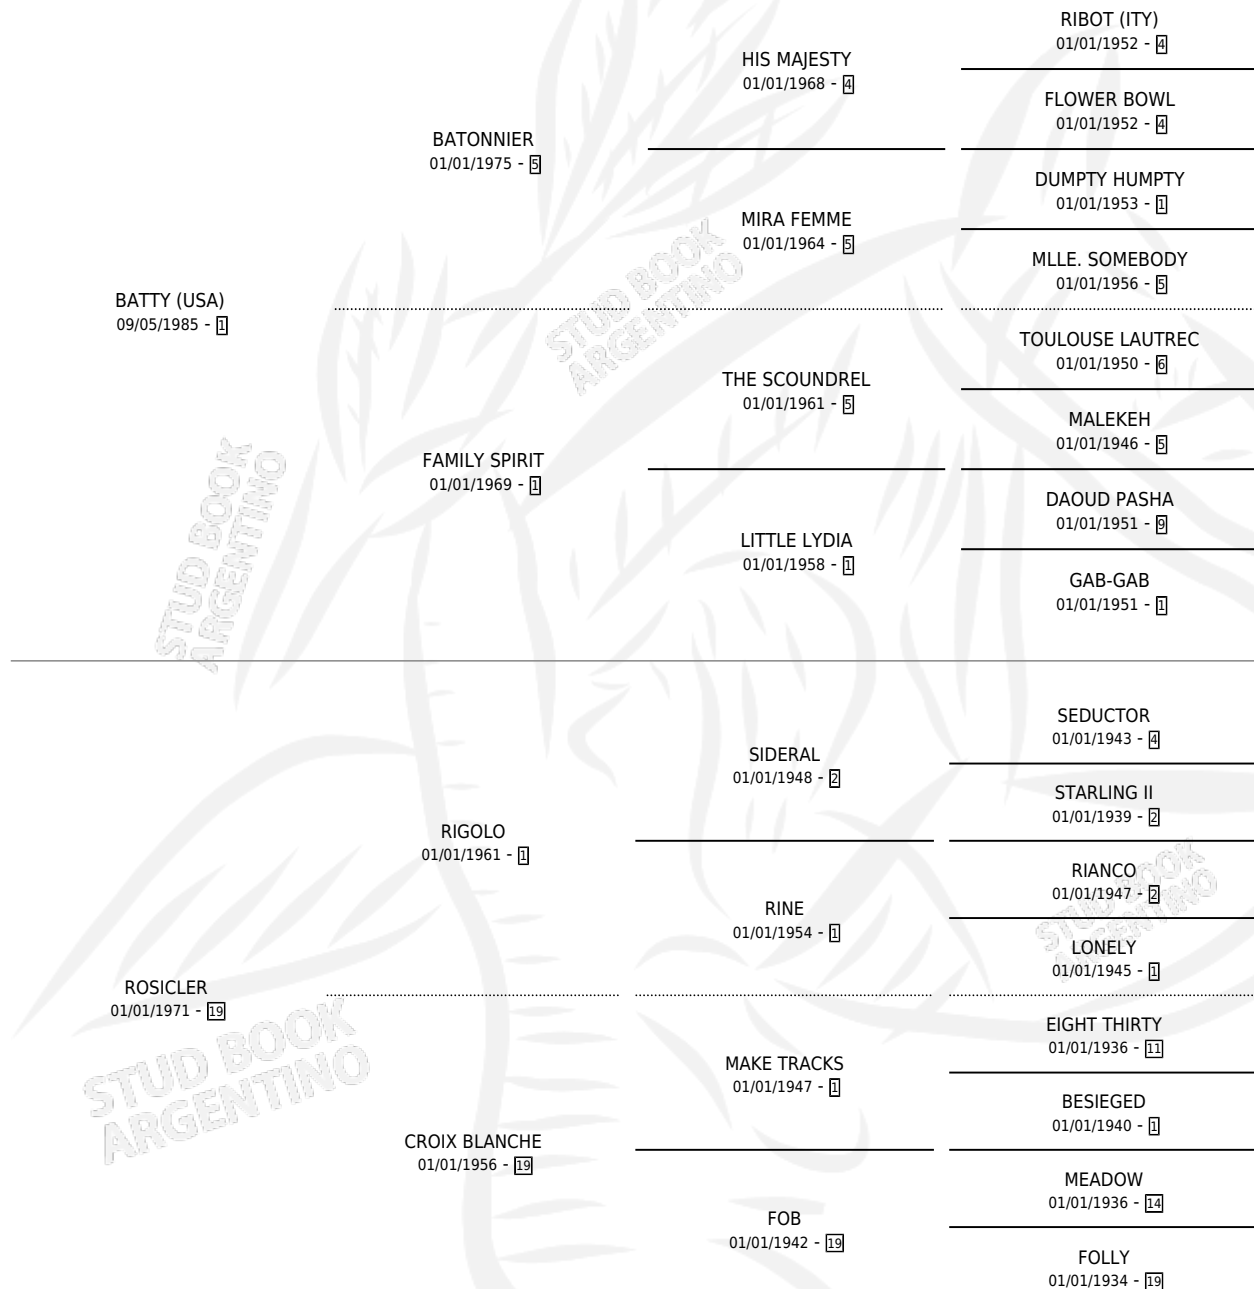 RIBOT (ITY)
01/01/1952 - 4
HIS MAJESTY
01/01/1968 - 4
FLOWER BOWL
01/01/1952 - 4
BATONNIER
01/01/1975 - 5
DUMPTY HUMPTY
01/01/1953 - 1
MIRA FEMME
01/01/1964 - 5
MLLE. SOMEBODY
01/01/1956 - 5
BATTY (USA)
09/05/1985 - 1
STUD BOOK
ARGENTINO
TOULOUSE LAUTREC
01/01/1950 - 6
THE SCOUNDREL
01/01/1961 - 5
MALEKEH
01/01/1946 - 5
FAMILY SPIRIT
01/01/1969 - 1
DAOUD PASHA
01/01/1951 - 9
LITTLE LYDIA
01/01/1958 - 1
GAB-GAB
01/01/1951 - 1
STUD BOOK
ARGENTINO
SEDUCTOR
01/01/1943 - 4
SIDERAL
01/01/1948 - 2
STARLING II
01/01/1939 - 2
RIGOLO
01/01/1961 - 1
RIANCO
01/01/1947 - 2
RINE
01/01/1954 - 1
LONELY
01/01/1945 - 1
STUD BOOK
ARGENTINO
ROSICLER
01/01/1971 - 19
EIGHT THIRTY
01/01/1936 - 11
MAKE TRACKS
01/01/1947 - 1
BESIEGED
01/01/1940 - 1
STUD BOOK
ARGENTINO
CROIX BLANCHE
01/01/1956 - 19
MEADOW
01/01/1936 - 14
FOB
01/01/1942 - 19
FOLLY
01/01/1934 - 19